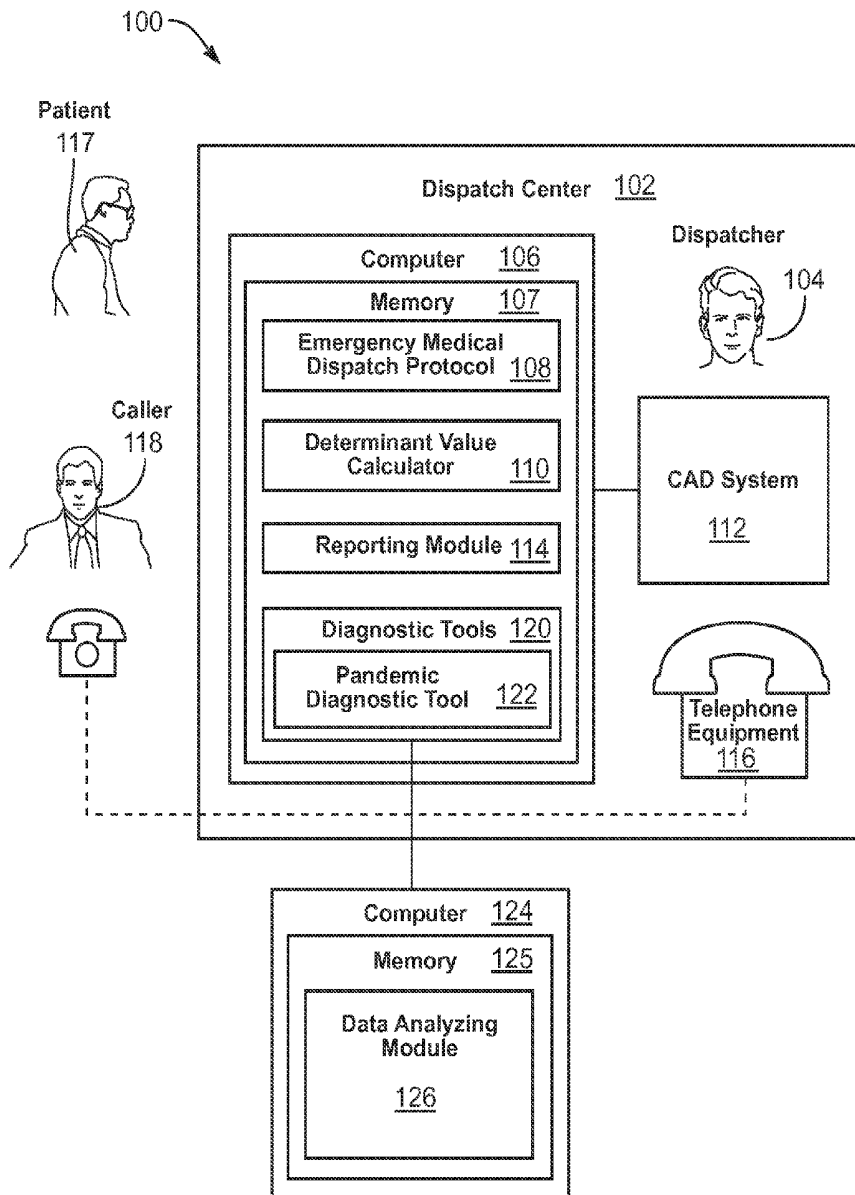 100
Patient
117
Dispatch Center 102
Computer 106
Dispatcher
Memory 107
104
Emergency Medical
Dispatch Protocol 108
Caller
118
Determinant Value
Calculator 110
CAD System
112
Reporting Module 114
Diagnostic Tools 120
Pandemic
Diagnostic Tool 122
Telephone
Equipment
116
Computer 124
Memory 125
Data Analyzing
Module
126